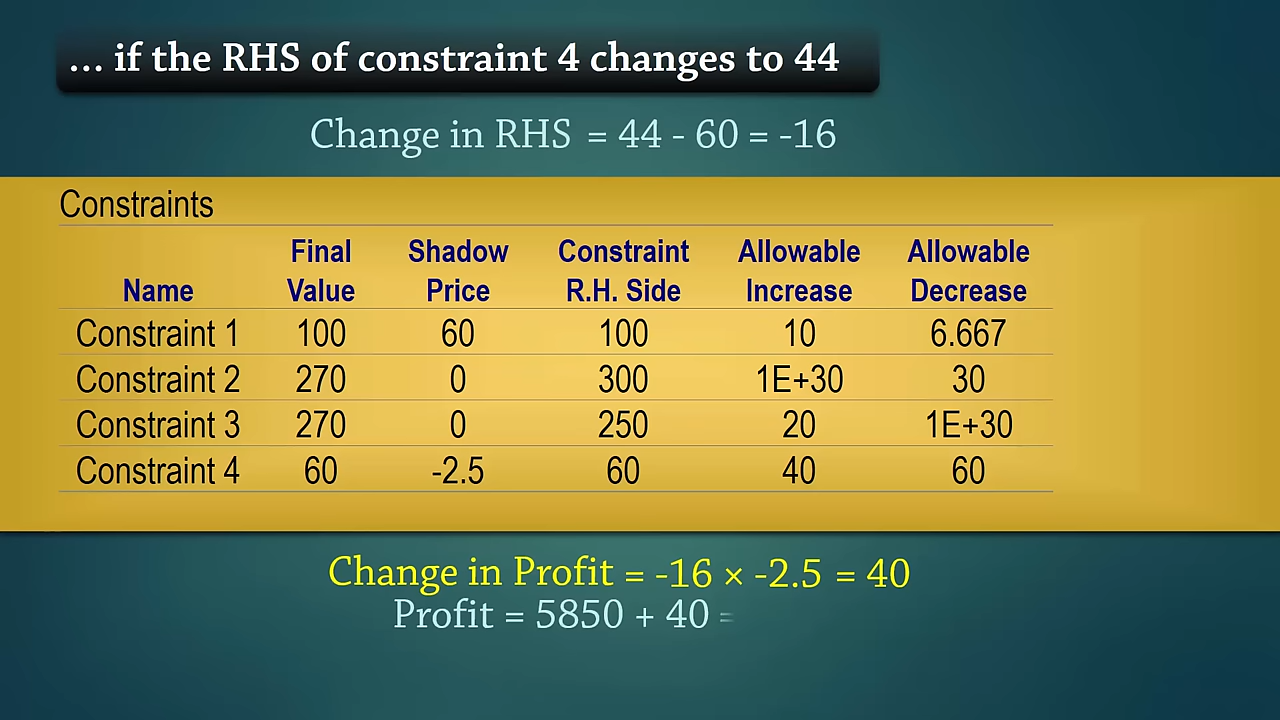 ... if the RHS of constraint 4 changes to 44
Change in RHS = 44 - 60 = -16
Constraints
Final Shadow Constraint Allowable Allowable
Name Value Price R.H. Side Increase Decrease
Constraint 1 100 60 100 10 6.667
Constraint 2 270 0 300 1E+30 30
Constraint 3 270 0 250 20 1E+30
Constraint 4 60 -2.5 60 40 60
Change in Profit = -16 × -2.5 = 40
Profit = 5850 + 40 =